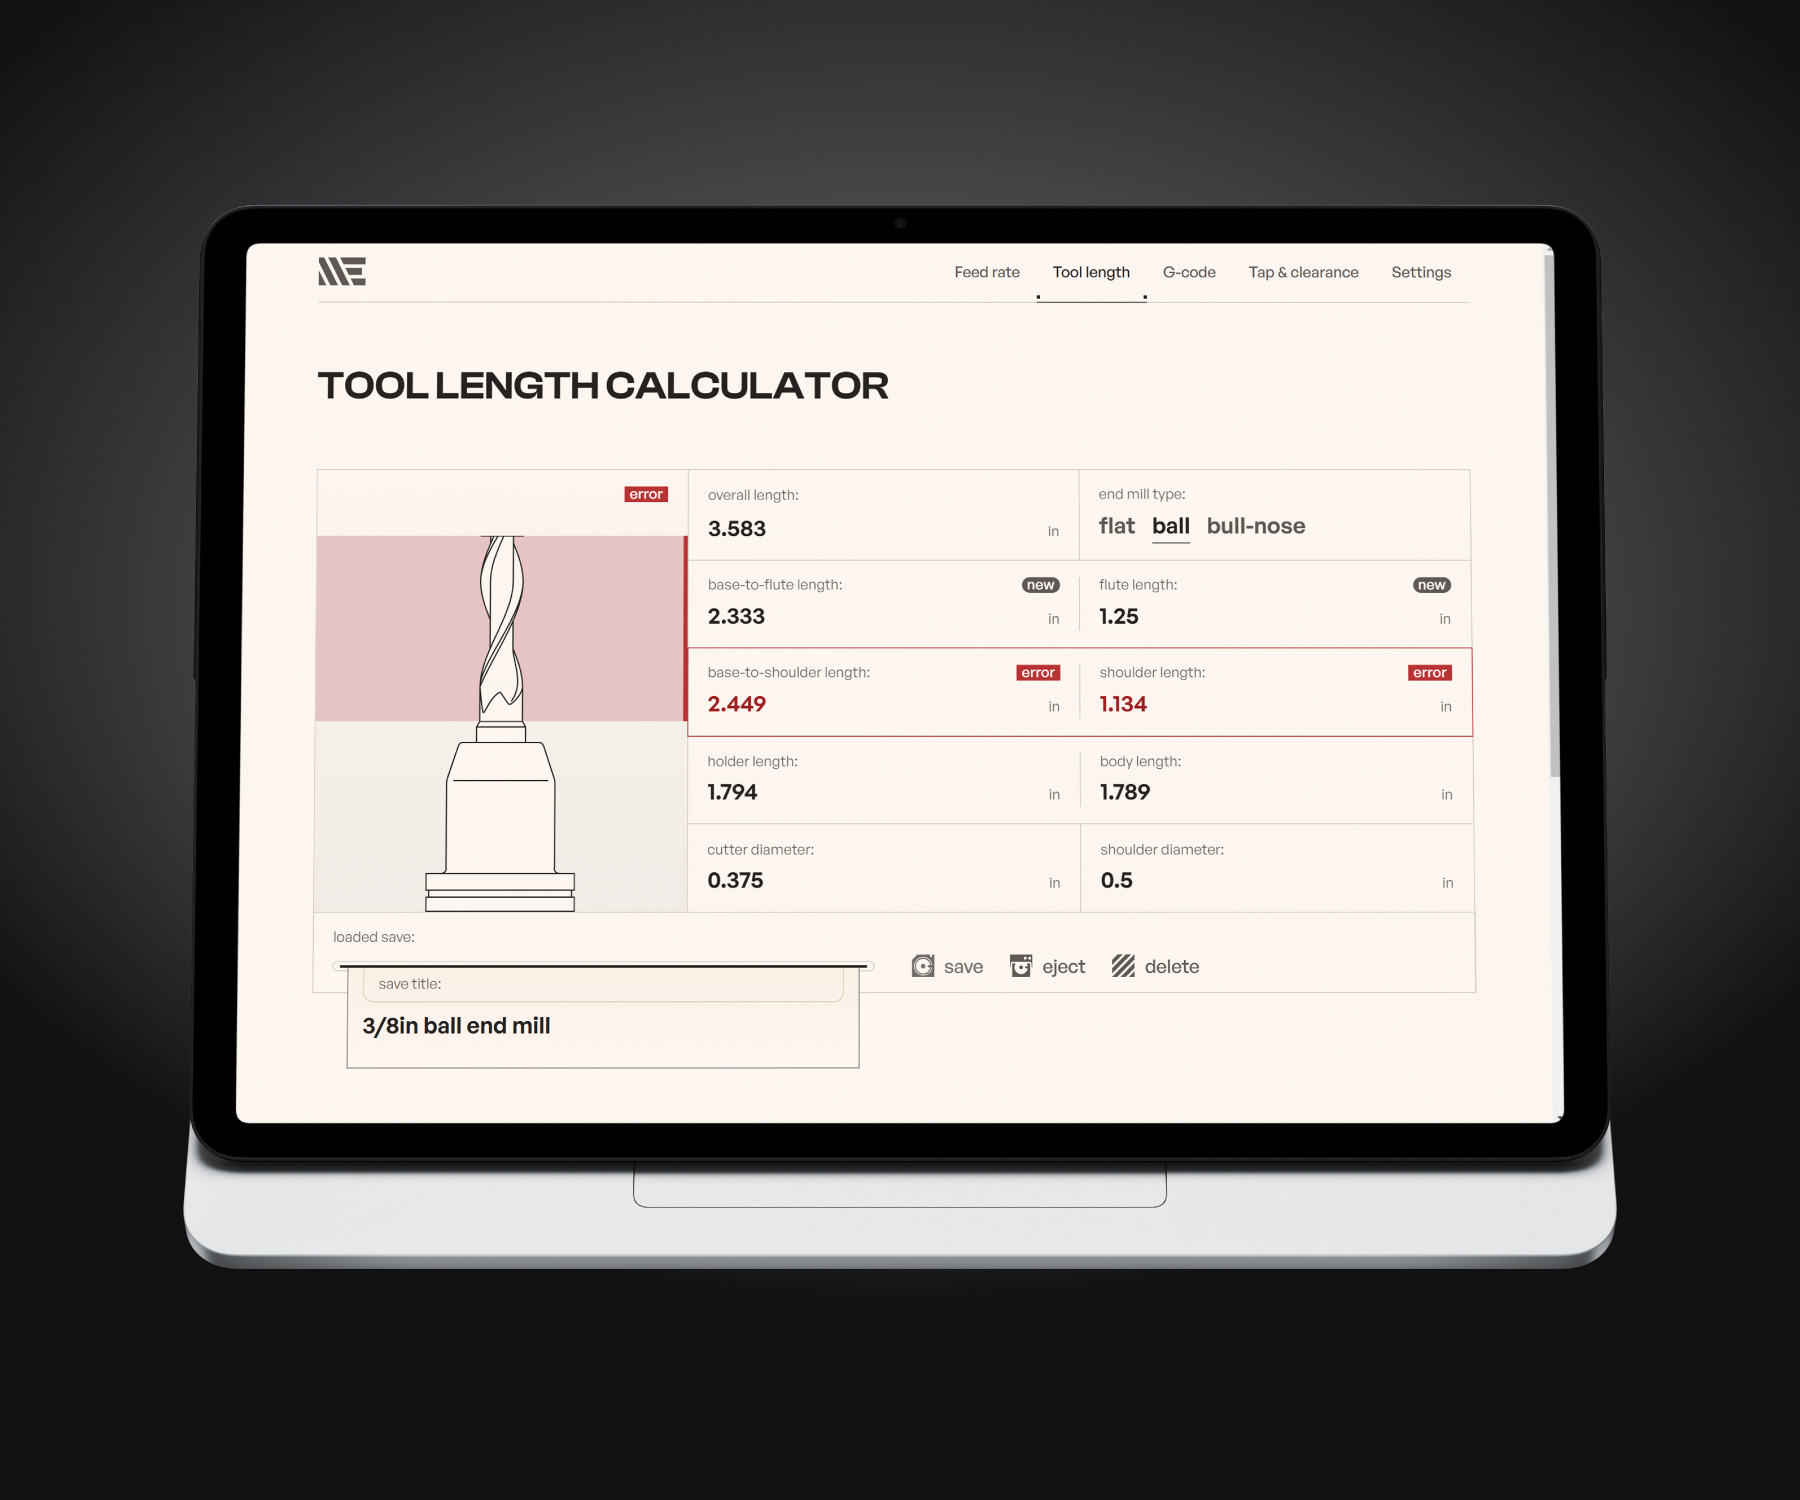 ME
Feed rate Tool length G-code Tap & clearance Settings
TOOL LENGTH CALCULATOR
error
overall length:
3.583 in
end mill type:
flat ball bull-nose
base-to-flute length: new
2.333 in
flute length: new
1.25 in
base-to-shoulder length: error
2.449 in
shoulder length: error
1.134 in
holder length:
1.794 in
body length:
1.789 in
cutter diameter:
0.375 in
shoulder diameter:
0.5 in
loaded save:
save eject delete
save title:
3/8in ball end mill